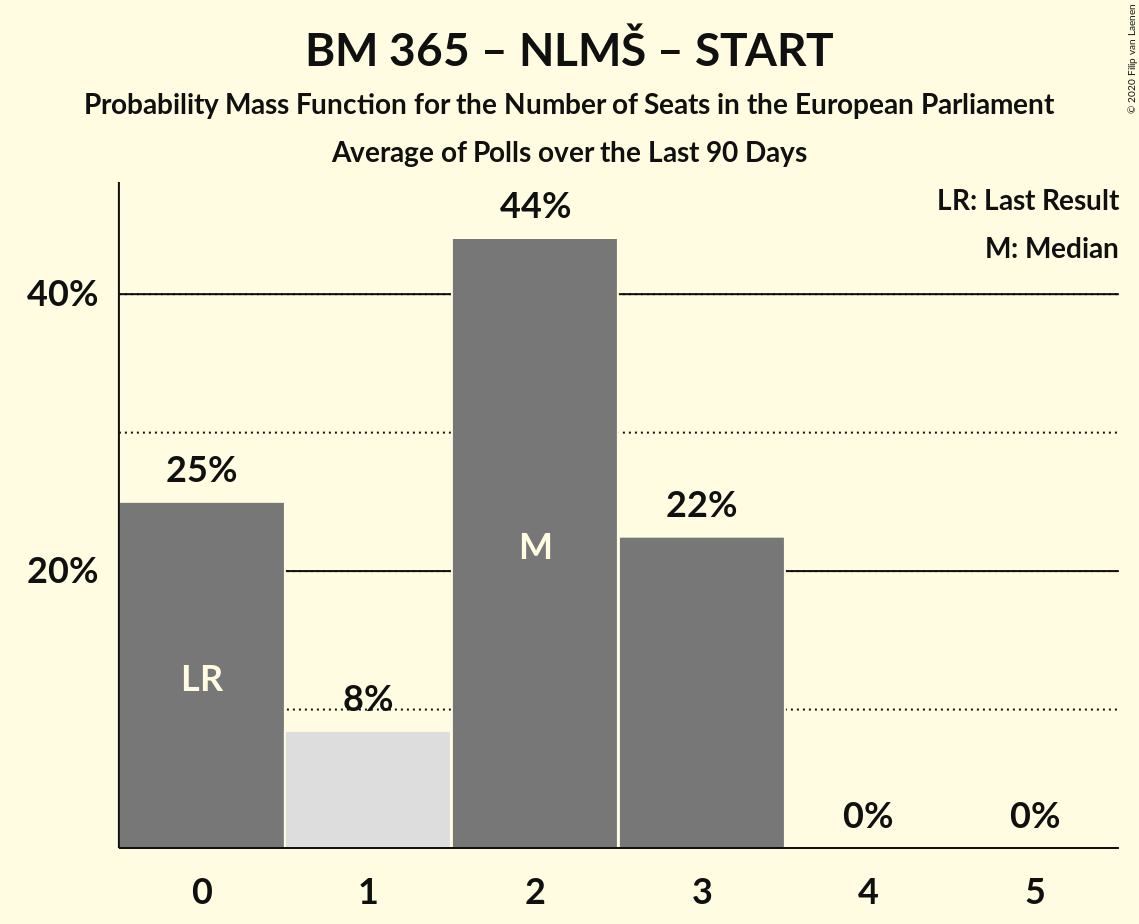 BM 365 – NLMŠ – START
Probability Mass Function for the Number of Seats in the European Parliament
Average of Polls over the Last 90 Days
© 2020 Filip van Laenen
LR: Last Result
M: Median
44%
40%
25%
22%
M
20%
LR
8%
0%
0%
0
1
2
3
4
5